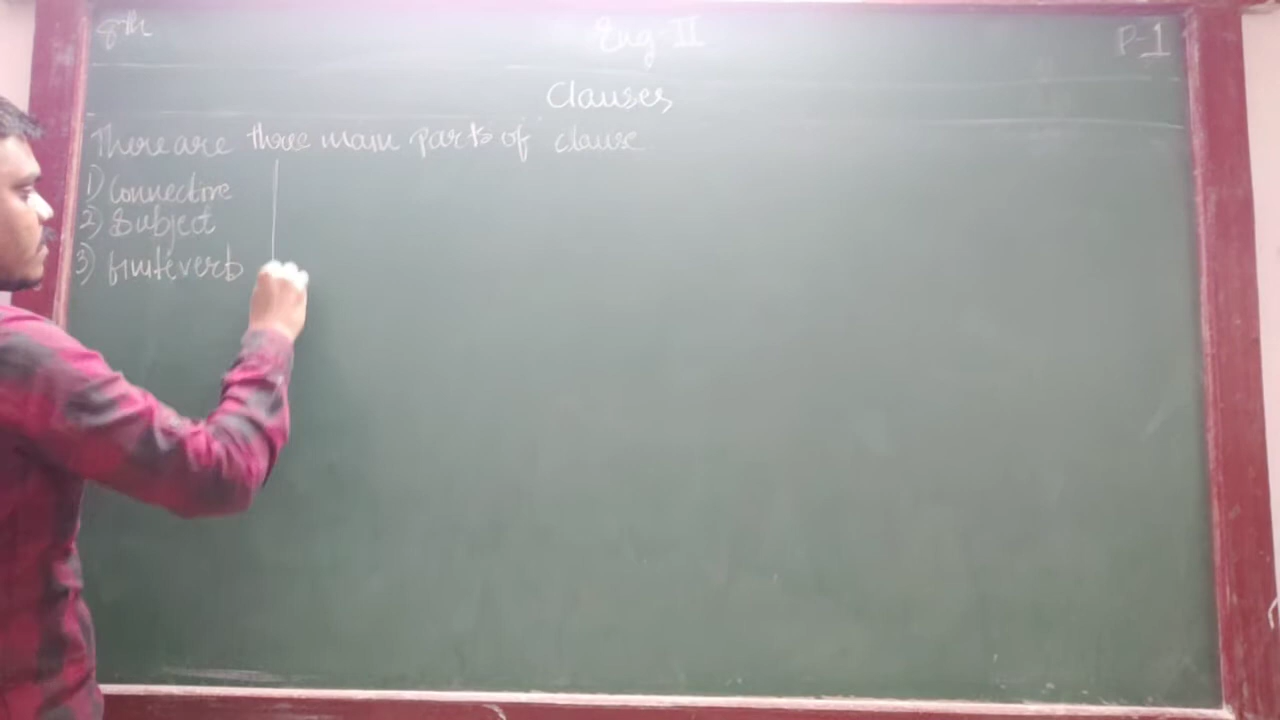 8th Eng-II P-1
Clauses
There are three main parts of clause
1) Connective
2) Subject
3) finite verb